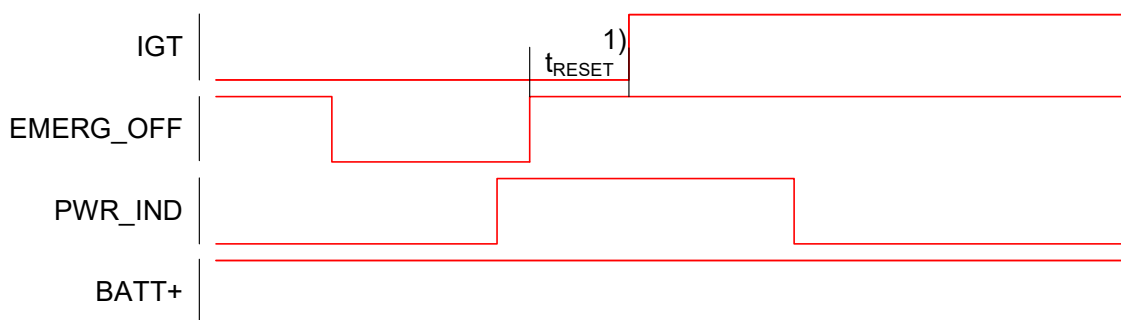 1)
IGT
tRESET
EMERG_OFF
PWR_IND
BATT+